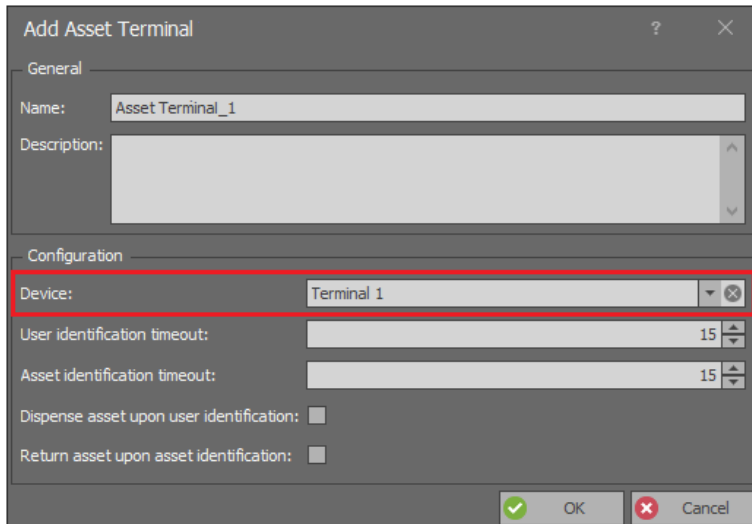 Add Asset Terminal ?
General
Name: Asset Terminal_1
Description:
Configuration
Device: Terminal 1
User identification timeout: 15
Asset identification timeout: 15
Dispense asset upon user identification:
Return asset upon asset identification:
OK Cancel